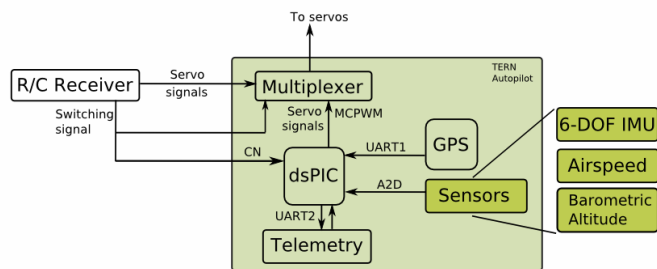 To servos
TERN
Autopilot
R/C Receiver
Servo
signals
Multiplexer
Switching
signal
Servo
signals
MCPWM
6-DOF IMU
GPS
UART1
CN
dsPIC
Airspeed
A2D
Sensors
Barometric
Altitude
UART2
Telemetry